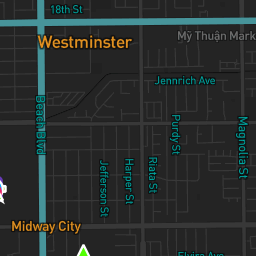 18th St
Westminster
Mỹ Thuận Mark
Jennrich Ave
Beach Blvd
Purdy St
Magnolia St
Jefferson St
Harper St
Riata St
Midway City
Elvira Ave